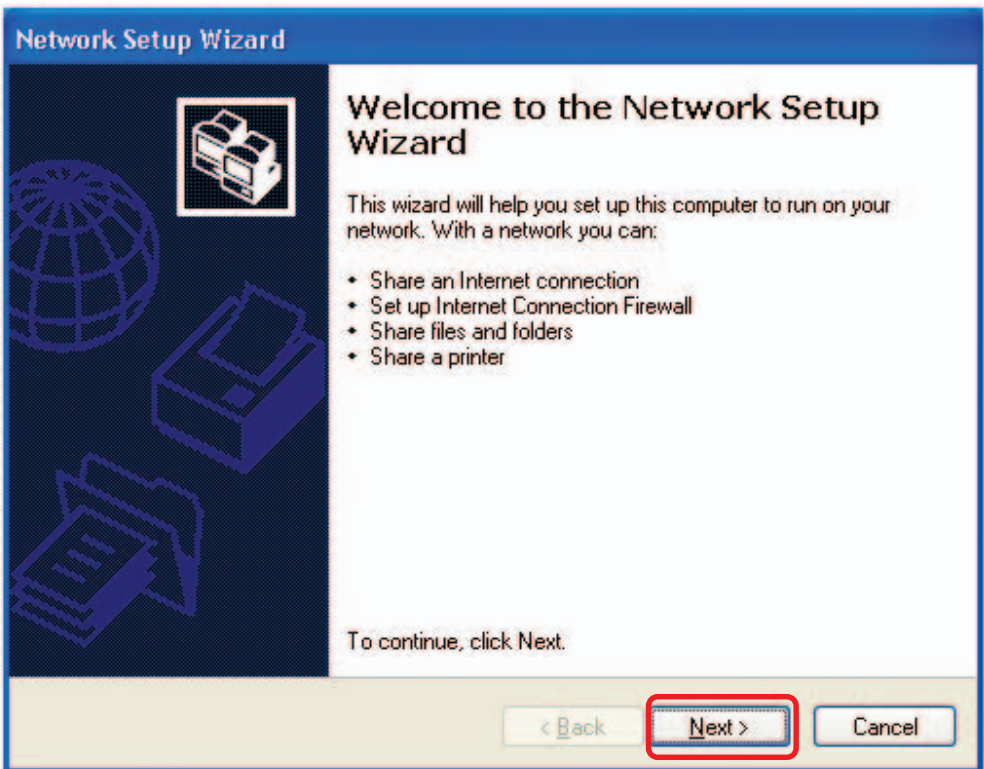 Network Setup Wizard
Welcome to the Network Setup
Wizard
This wizard will help you set up this computer to run on your
network. With a network you can:
• Share an Internet connection
• Set up Internet Connection Firewall
• Share files and folders
• Share a printer
To continue, click Next.
< Back Next > Cancel